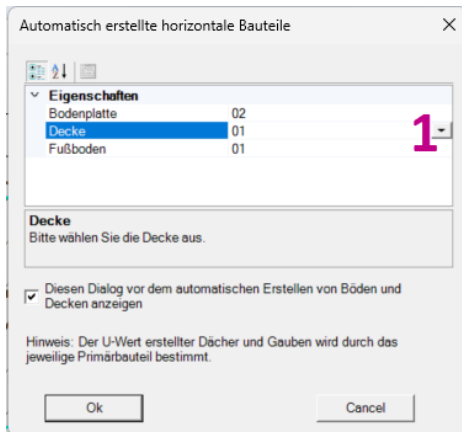 Automatisch erstellte horizontale Bauteile
Eigenschaften
Bodenplatte 02
Decke 01
Fußboden 01
1
Decke
Bitte wählen Sie die Decke aus.
Diesen Dialog vor dem automatischen Erstellen von Böden und
Decken anzeigen
Hinweis: Der U-Wert erstellter Dächer und Gauben wird durch das
jeweilige Primärbauteil bestimmt.
Ok Cancel